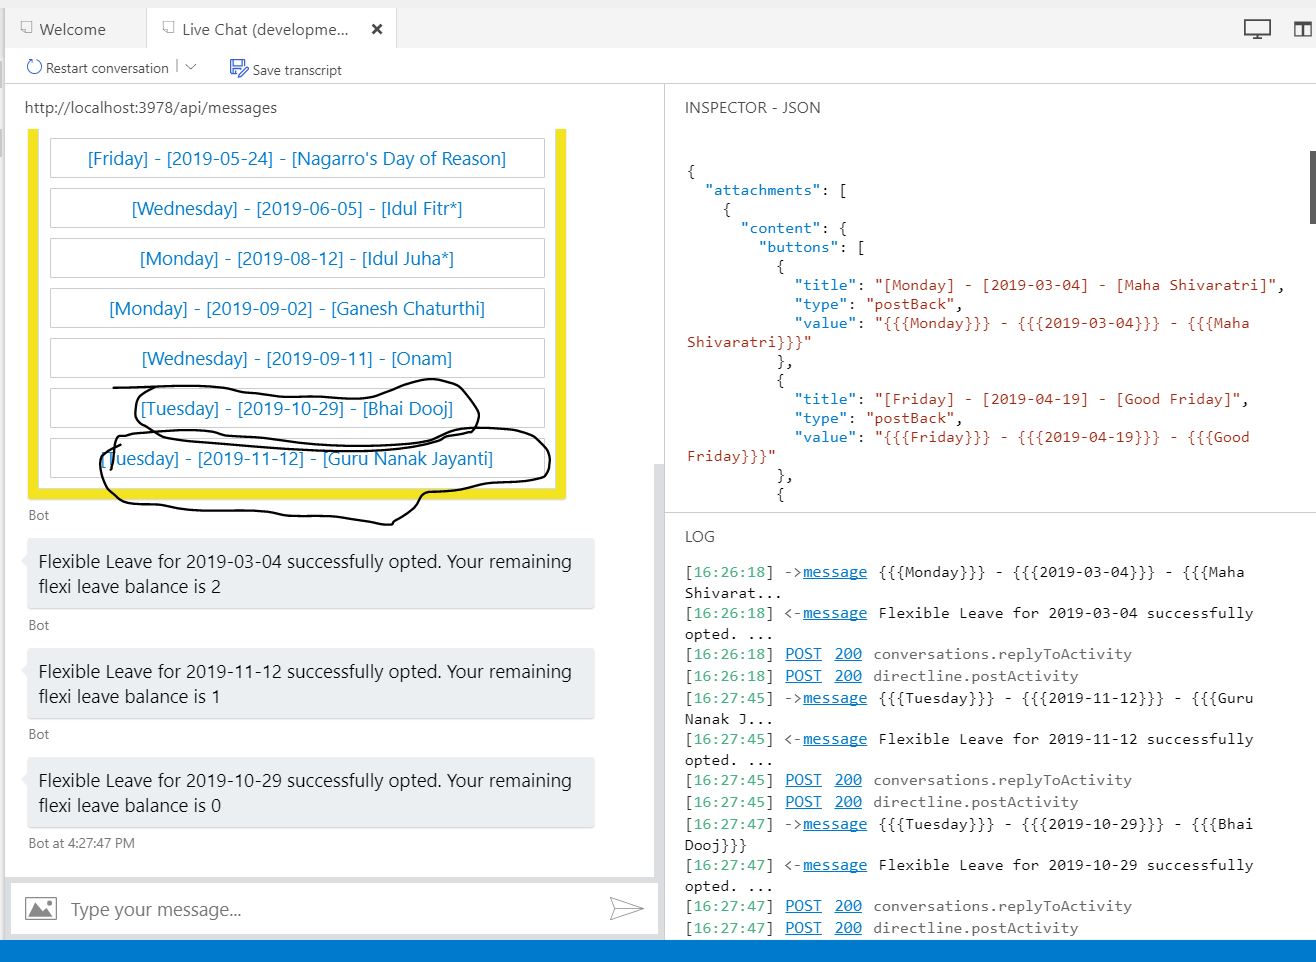 Welcome
Live Chat (developme...
Restart conversation
Save transcript
http://localhost:3978/api/messages
[Friday] - [2019-05-24] - [Nagarro's Day of Reason]
[Wednesday] - [2019-06-05] - [Idul Fitr*]
[Monday] - [2019-08-12] - [Idul Juha*]
[Monday] - [2019-09-02] - [Ganesh Chaturthi]
[Wednesday] - [2019-09-11] - [Onam]
[Tuesday] - [2019-10-29] - [Bhai Dooj]
[Tuesday] - [2019-11-12] - [Guru Nanak Jayanti]
Bot
Flexible Leave for 2019-03-04 successfully opted. Your remaining
flexi leave balance is 2
Bot
Flexible Leave for 2019-11-12 successfully opted. Your remaining
flexi leave balance is 1
Bot
Flexible Leave for 2019-10-29 successfully opted. Your remaining
flexi leave balance is 0
Bot at 4:27:47 PM
Type your message...
INSPECTOR - JSON
{
"attachments": [
{
"content": {
"buttons": [
{
"title": "[Monday] - [2019-03-04] - [Maha Shivaratri]",
"type": "postBack",
"value": "{{{Monday}}} - {{{2019-03-04}}} - {{{Maha
Shivaratri}}}"
},
{
"title": "[Friday] - [2019-04-19] - [Good Friday]",
"type": "postBack",
"value": "{{{Friday}}} - {{{2019-04-19}}} - {{{Good
Friday}}}"
},
{
LOG
[16:26:18] ->message {{{Monday}}} - {{{2019-03-04}}} - {{{Maha
Shivarat...
[16:26:18] <-message Flexible Leave for 2019-03-04 successfully
opted. ...
[16:26:18] POST 200 conversations.replyToActivity
[16:26:18] POST 200 directline.postActivity
[16:27:45] ->message {{{Tuesday}}} - {{{2019-11-12}}} - {{{Guru
Nanak J...
[16:27:45] <-message Flexible Leave for 2019-11-12 successfully
opted. ...
[16:27:45] POST 200 conversations.replyToActivity
[16:27:45] POST 200 directline.postActivity
[16:27:47] ->message {{{Tuesday}}} - {{{2019-10-29}}} - {{{Bhai
Dooj}}}
[16:27:47] <-message Flexible Leave for 2019-10-29 successfully
opted. ...
[16:27:47] POST 200 conversations.replyToActivity
[16:27:47] POST 200 directline.postActivity